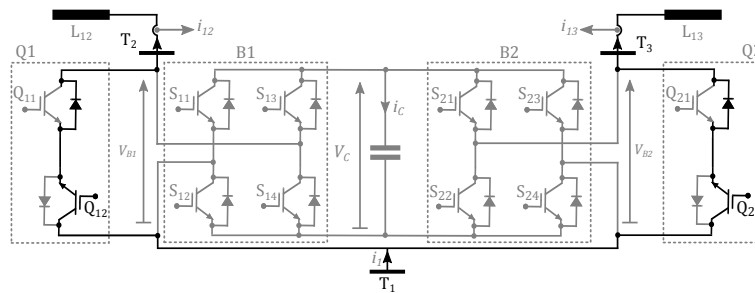 L12 i12 i13 L13
Q1 T2 B1 B2 T3 Q
Q11 S11 S13 iC S21 S23 Q21
VB1 VC VB2
S12 S14 S22 S24
Q12 Q2
i1
T1